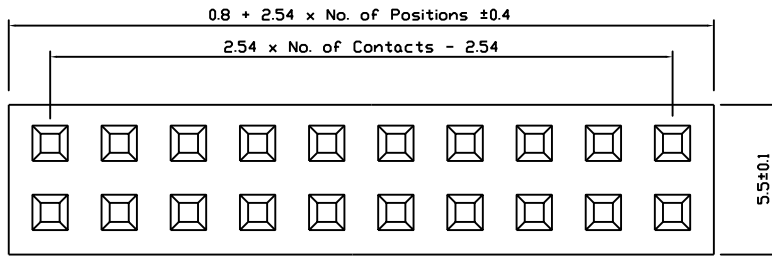 0.8 + 2.54 x No. of Positions ±0.4
2.54 x No. of Contacts - 2.54
5.5±0.1